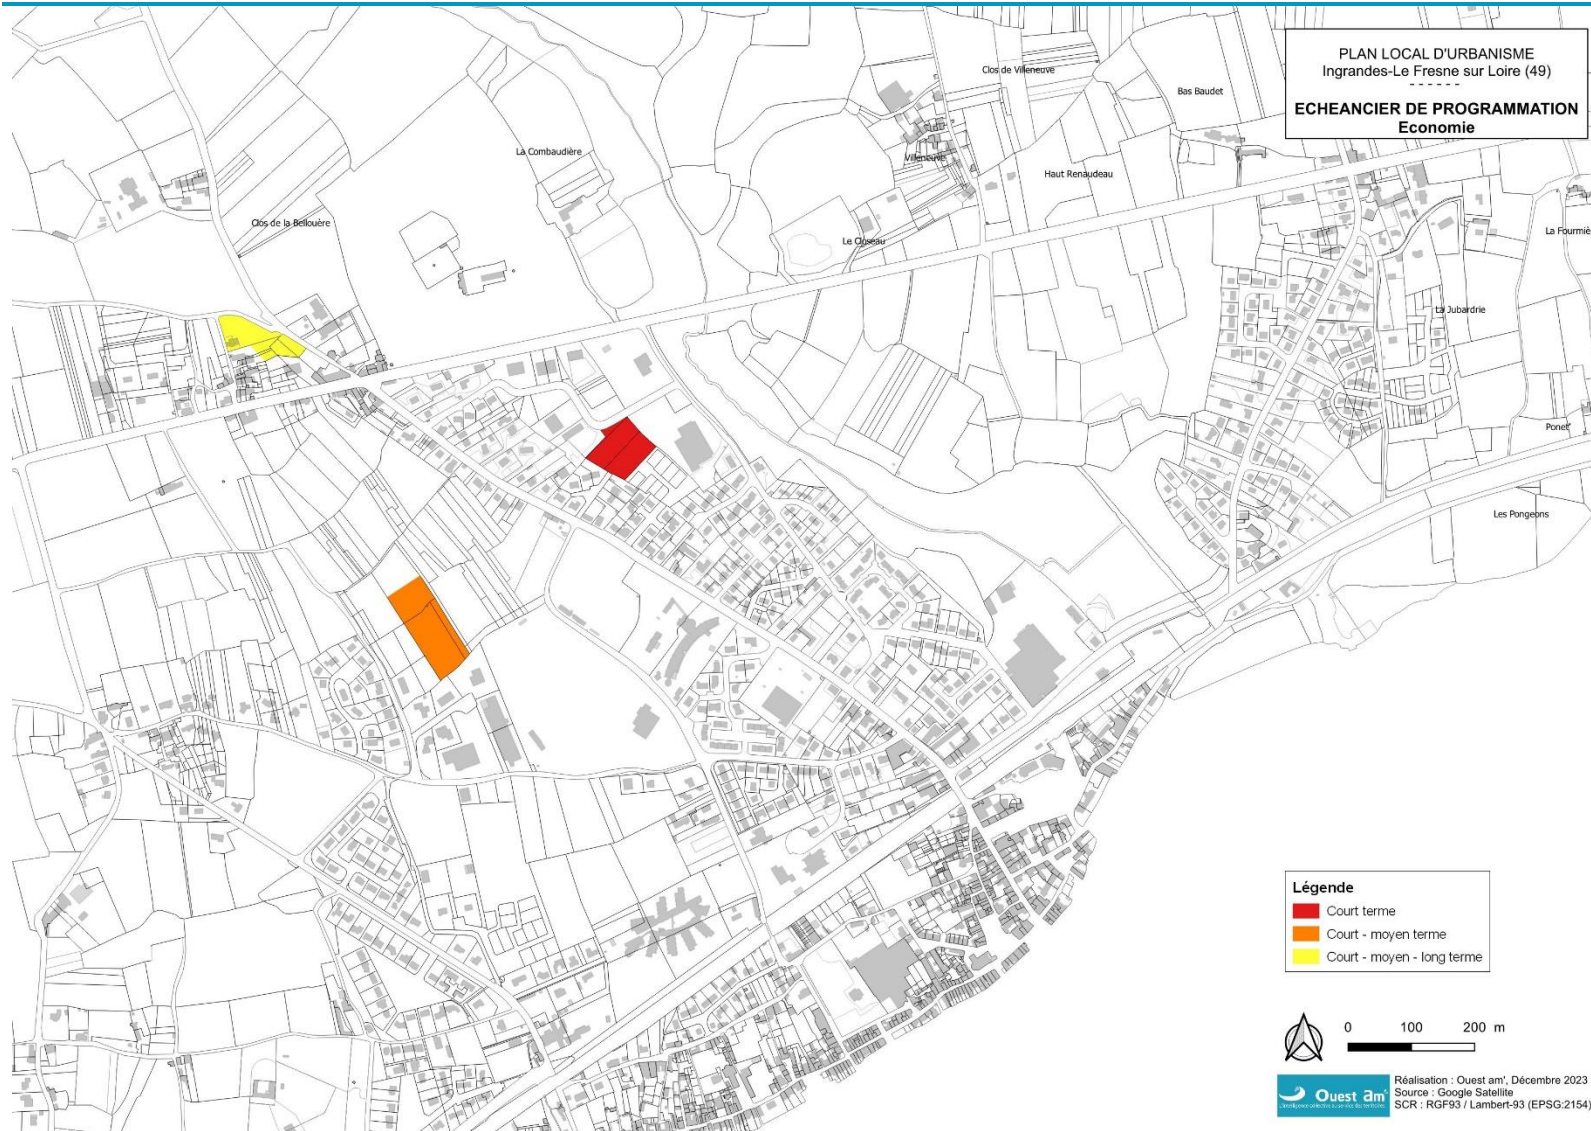 PLAN LOCAL D'URBANISME
Ingrandes-Le Fresne sur Loire (49)
- - - - - -
ECHEANCIER DE PROGRAMMATION
Economie
Clos de Villeneuve
Bas Baudet
La Combaudière
Villeneuve
Haut Renaudeau
Clos de la Bellouère
Le Closeau
La Fourmiè
La Jubardrie
Ponet
Les Pongeons
Légende
Court terme
Court - moyen terme
Court - moyen - long terme
0 100 200 m
Ouest am'
Réalisation : Ouest am', Décembre 2023
Source : Google Satellite
SCR : RGF93 / Lambert-93 (EPSG:2154)